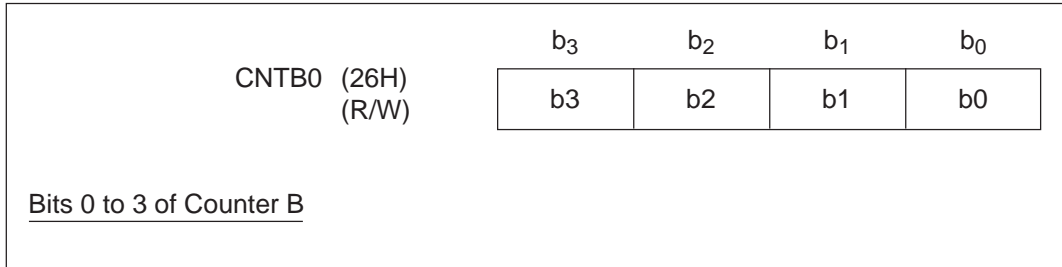 b3 b2 b1 b0
CNTB0 (26H) b3 b2 b1 b0
(R/W)
Bits 0 to 3 of Counter B